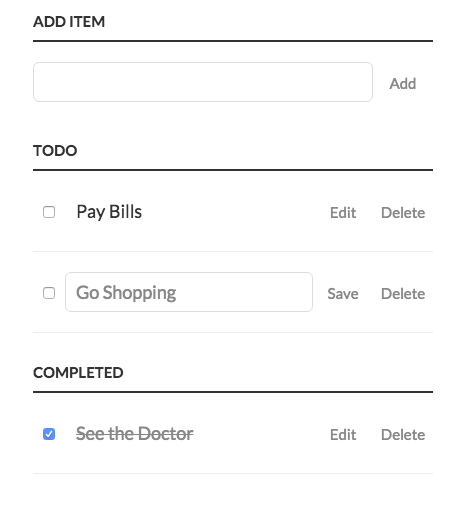 ADD ITEM
Add
TODO
Pay Bills Edit Delete
Go Shopping Save Delete
COMPLETED
See the Doctor Edit Delete